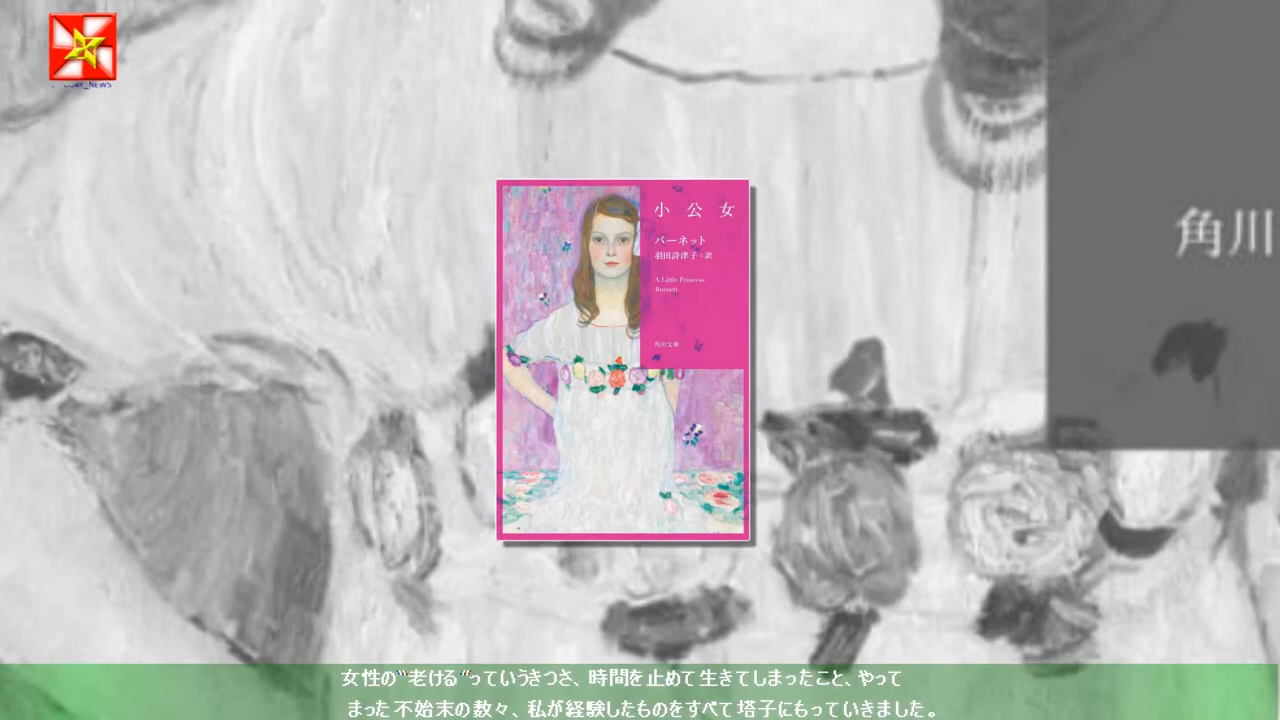 小公女
バーネット
羽田詩津子=訳
A Little Princess
Burnett
角川文庫
角川
女性の"老ける"っていうきつさ、時間を止めて生きてしまったこと、やって
まった不始末の数々、私が経験したものをすべて塔子にもっていきました。